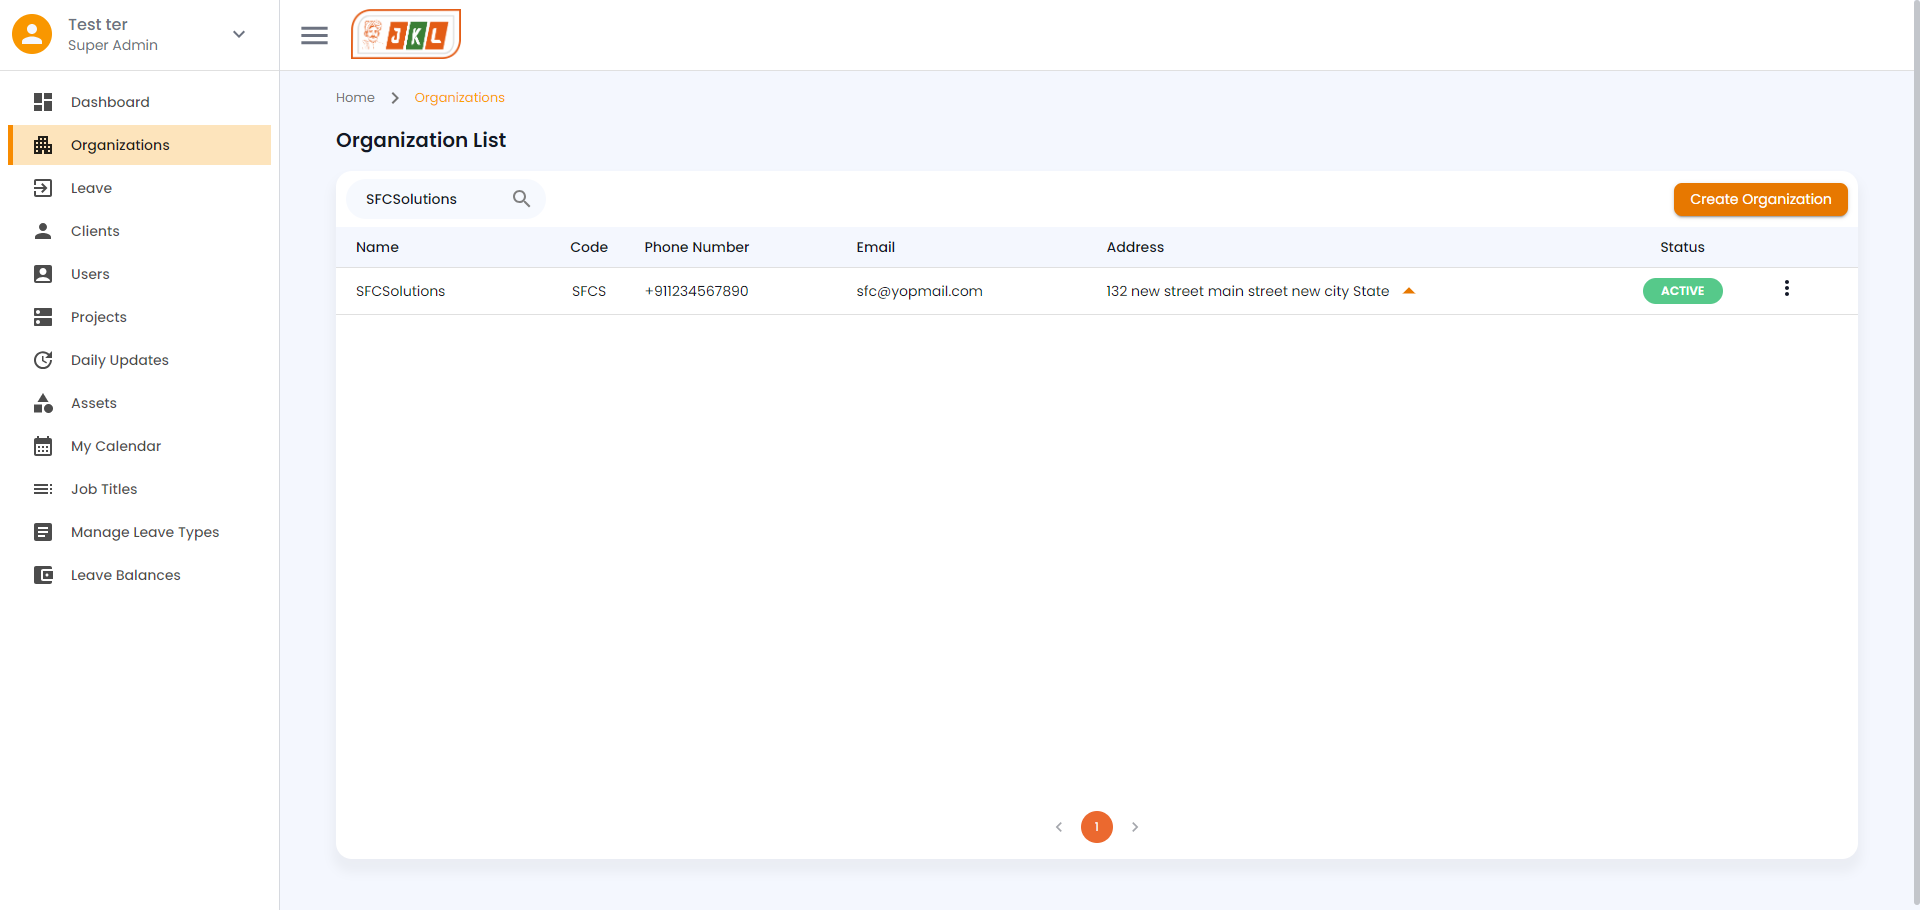 Test ter
Super Admin
JKL
Dashboard
Organizations
Leave
Clients
Users
Projects
Daily Updates
Assets
My Calendar
Job Titles
Manage Leave Types
Leave Balances
Home Organizations
Organization List
SFCSolutions
Create Organization
Name Code Phone Number Email Address Status
SFCSolutions SFCS +911234567890 sfc@yopmail.com 132 new street main street new city State ACTIVE
1